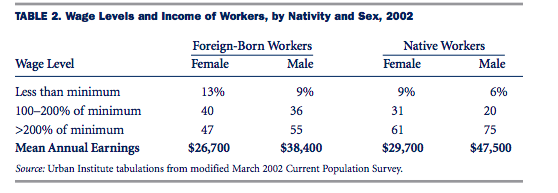 TABLE 2. Wage Levels and Income of Workers, by Nativity and Sex, 2002
Foreign-Born Workers Native Workers
Wage Level Female Male Female Male
Less than minimum 13% 9% 9% 6%
100–200% of minimum 40 36 31 20
>200% of minimum 47 55 61 75
Mean Annual Earnings $26,700 $38,400 $29,700 $47,500
Source: Urban Institute tabulations from modified March 2002 Current Population Survey.